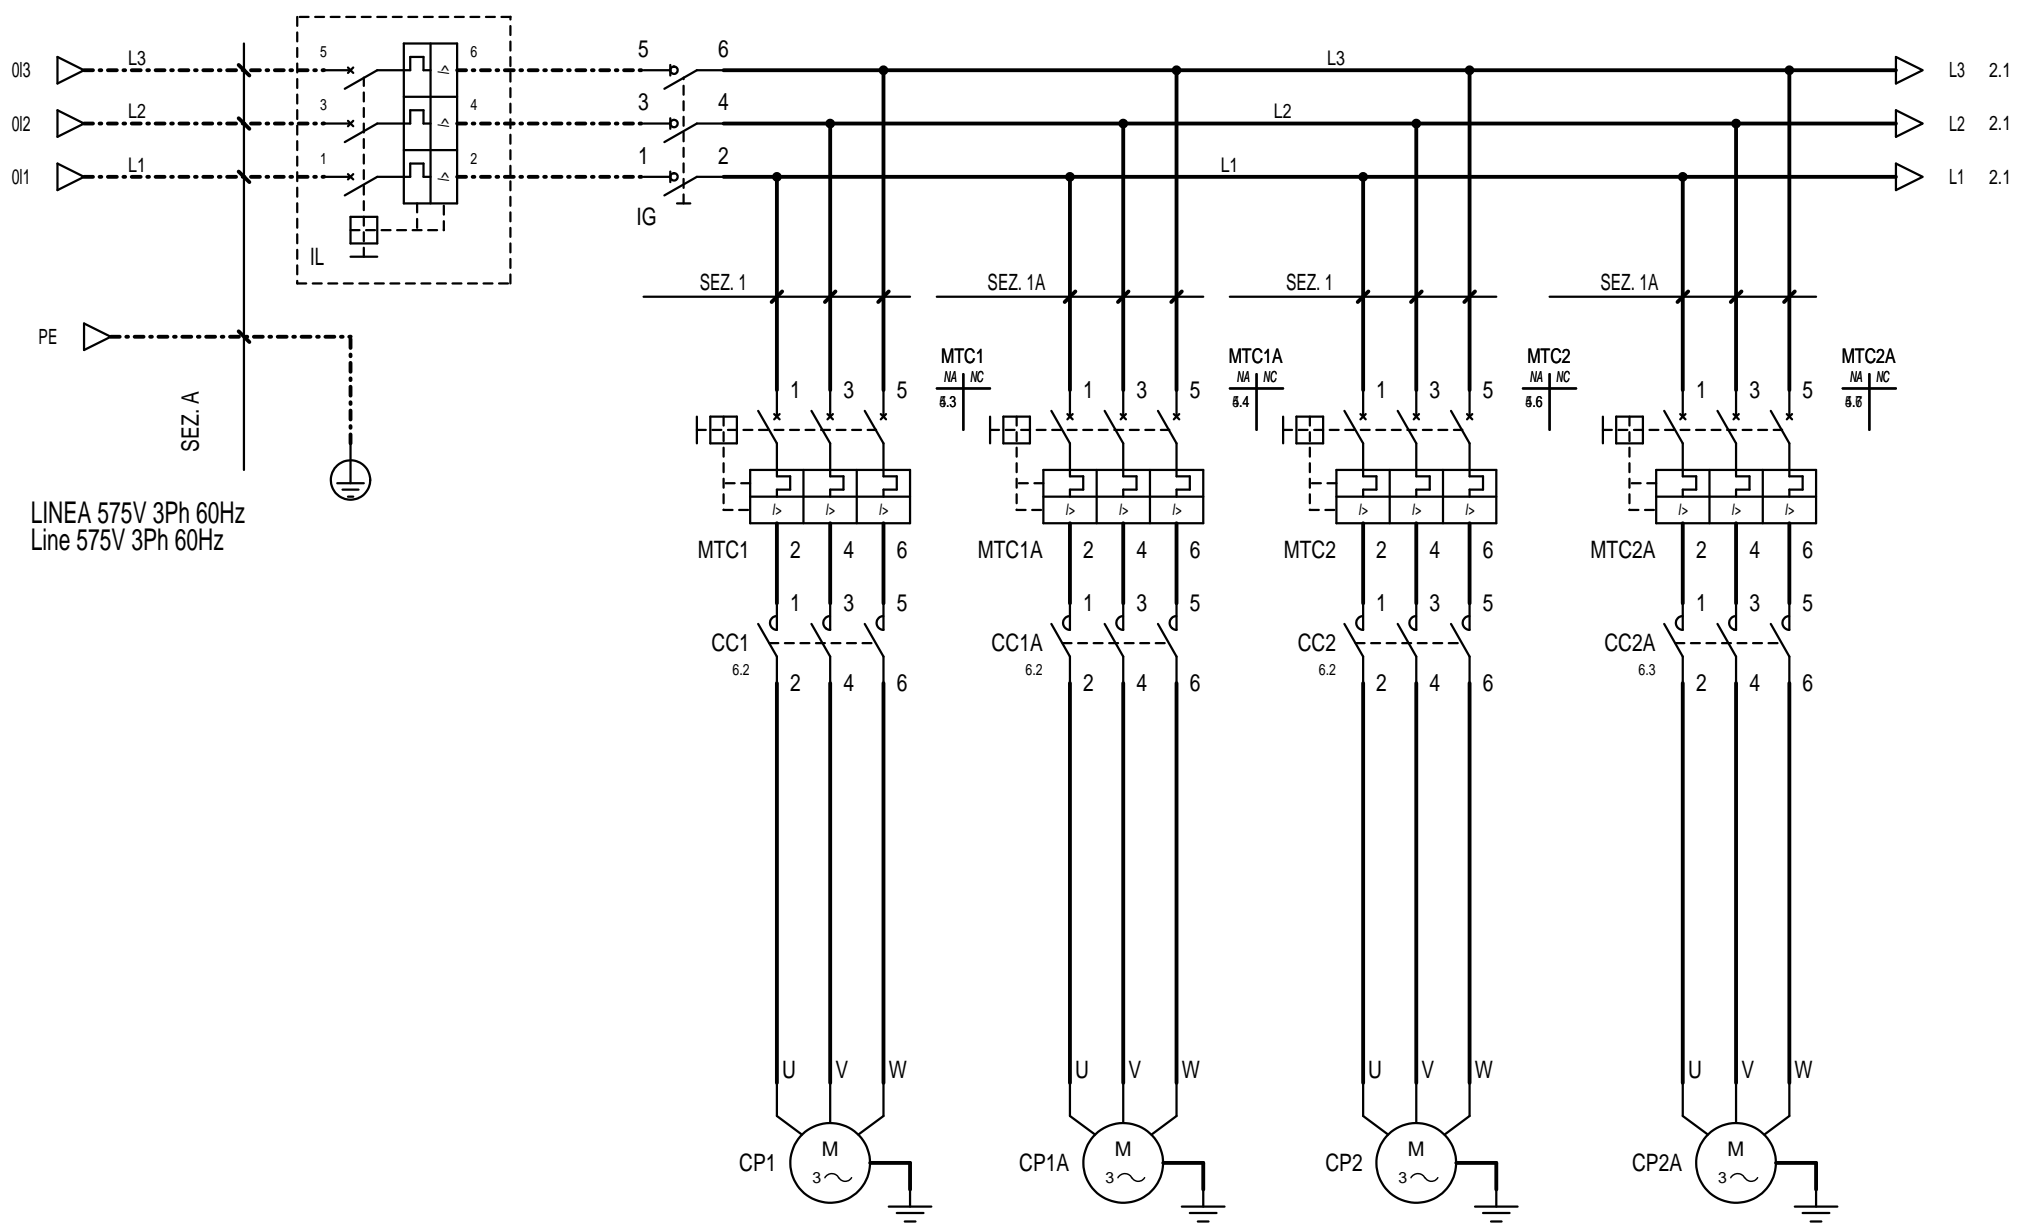 5 6 5 6
0I3 L3 L3 L3 2.1
3 4 3 4
0I2 L2 L2 L2 2.1
1 2 1 2
0I1 L1 L1 L1 2.1
IG
IL
SEZ. 1 SEZ. 1A SEZ. 1 SEZ. 1A
PE
MTC1 MTC1A MTC2 MTC2A
NA NC NA NC NA NC NA NC
1 3 5 1 3 5 1 3 5 1 3 5
SEZ. A
I> I> I> I> I> I> I> I> I> I> I> I>
LINEA 575V 3Ph 60Hz
Line 575V 3Ph 60Hz
MTC1 2 4 6 MTC1A 2 4 6 MTC2 2 4 6 MTC2A 2 4 6
1 3 5 1 3 5 1 3 5 1 3 5
CC1 CC1A CC2 CC2A
6.2 6.2 6.2 6.3
2 4 6 2 4 6 2 4 6 2 4 6
U V W U V W U V W U V W
M M M M
CP1 CP1A CP2 CP2A
3~ 3~ 3~ 3~